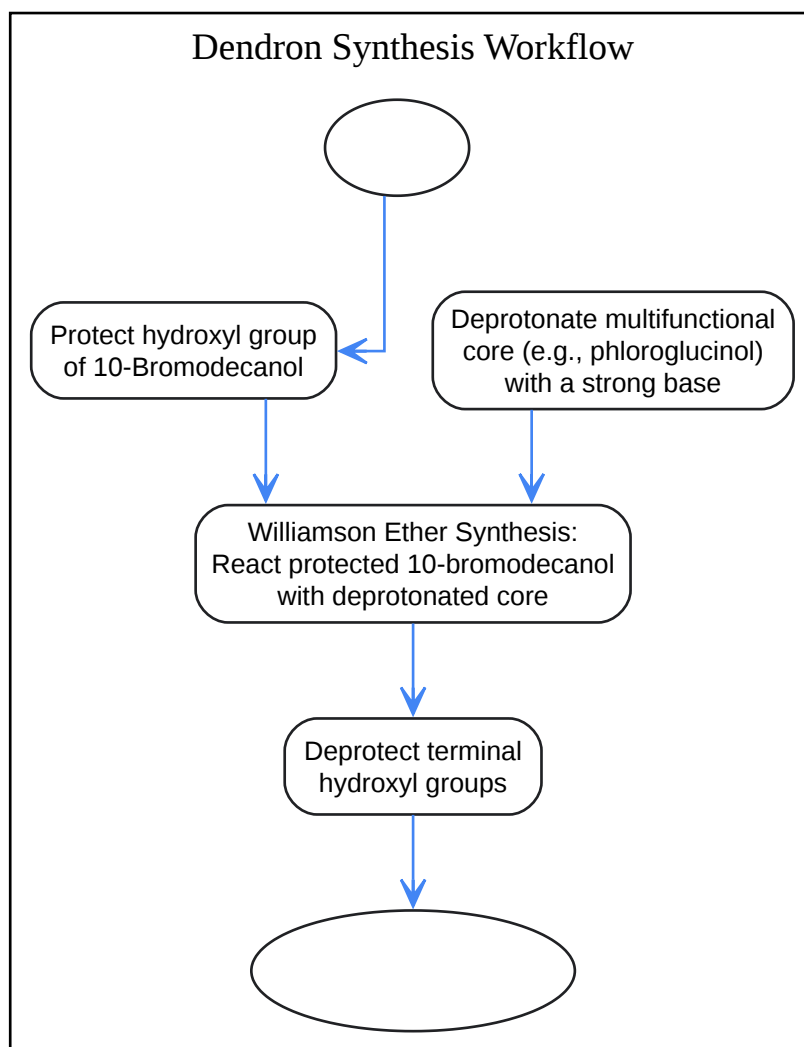 Dendron Synthesis Workflow
Protect hydroxyl group
of 10-Bromodecanol
Deprotonate multifunctional
core (e.g., phloroglucinol)
with a strong base
Williamson Ether Synthesis:
React protected 10-bromodecanol
with deprotonated core
Deprotect terminal
hydroxyl groups